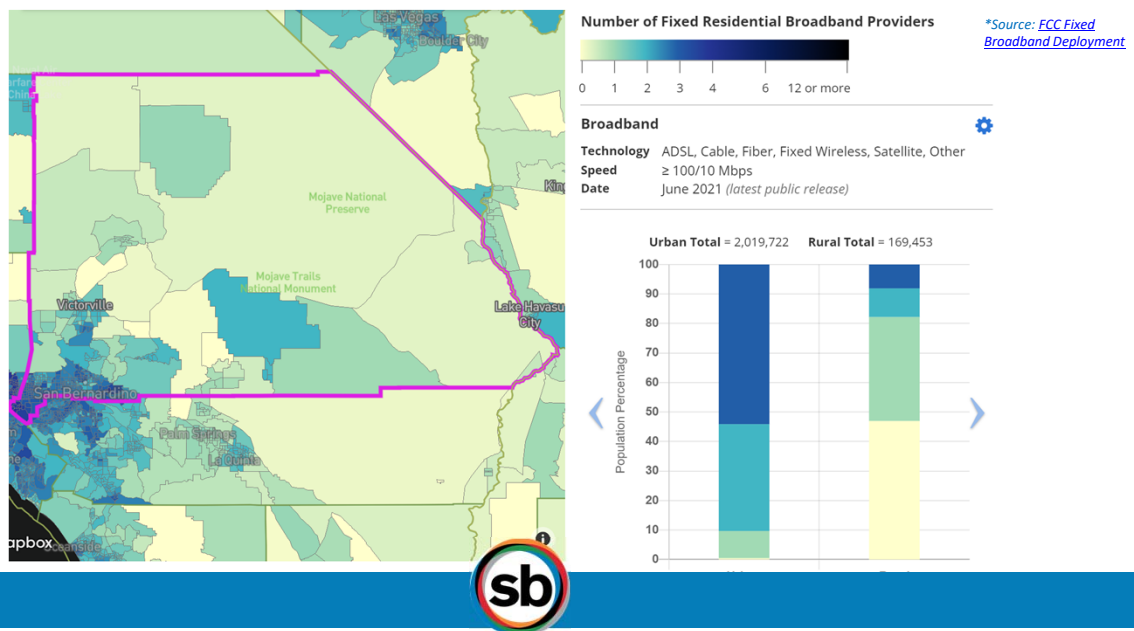 Las Vegas
Boulder City
China
King
Mojave National
Preserve
Mojave Trails
National Monument
Victorville
Lake Havasu
City
San Bernardino
Palm Springs
La Quinta
Oceanside
apbox
i
sb
Number of Fixed Residential Broadband Providers
0 1 2 3 4 6 12 or more
*Source: FCC Fixed
Broadband Deployment
Broadband
Technology ADSL, Cable, Fiber, Fixed Wireless, Satellite, Other
Speed ≥ 100/10 Mbps
Date June 2021 (latest public release)
Urban Total = 2,019,722 Rural Total = 169,453
Population Percentage
100
90
80
70
60
50
40
30
20
10
0